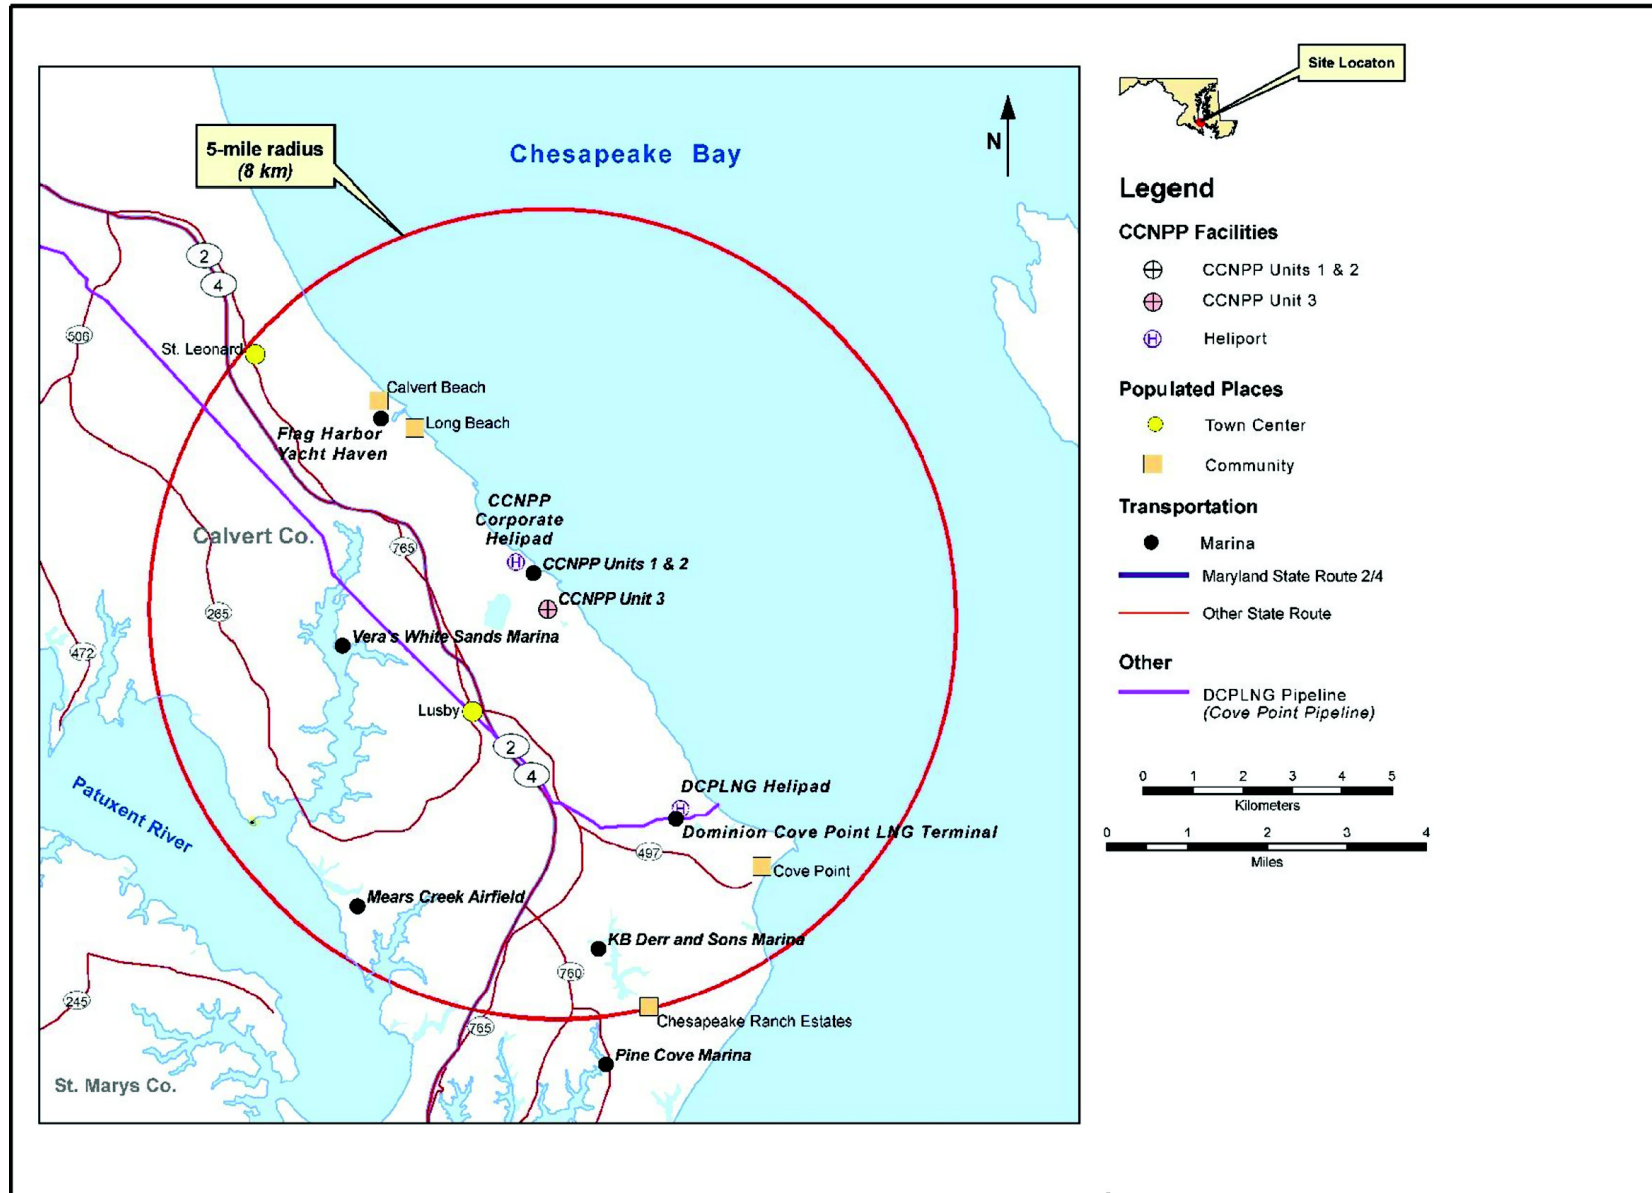 Site Locaton
5-mile radius
(8 km)
Chesapeake Bay
N
2
4
506
St. Leonard
Calvert Beach
Long Beach
Flag Harbor
Yacht Haven
CCNPP
Corporate
Helipad
H
CCNPP Units 1 & 2
CCNPP Unit 3
Calvert Co.
765
265
472
Vera's White Sands Marina
Lusby
2
4
DCPLNG Helipad
H
Dominion Cove Point LNG Terminal
497
Cove Point
Patuxent River
Mears Creek Airfield
KB Derr and Sons Marina
760
245
765
Chesapeake Ranch Estates
Pine Cove Marina
St. Marys Co.
Legend
CCNPP Facilities
CCNPP Units 1 & 2
CCNPP Unit 3
H
Heliport
Populated Places
Town Center
Community
Transportation
Marina
Maryland State Route 2/4
Other State Route
Other
DCPLNG Pipeline
(Cove Point Pipeline)
0 1 2 3 4 5
Kilometers
0 1 2 3 4
Miles